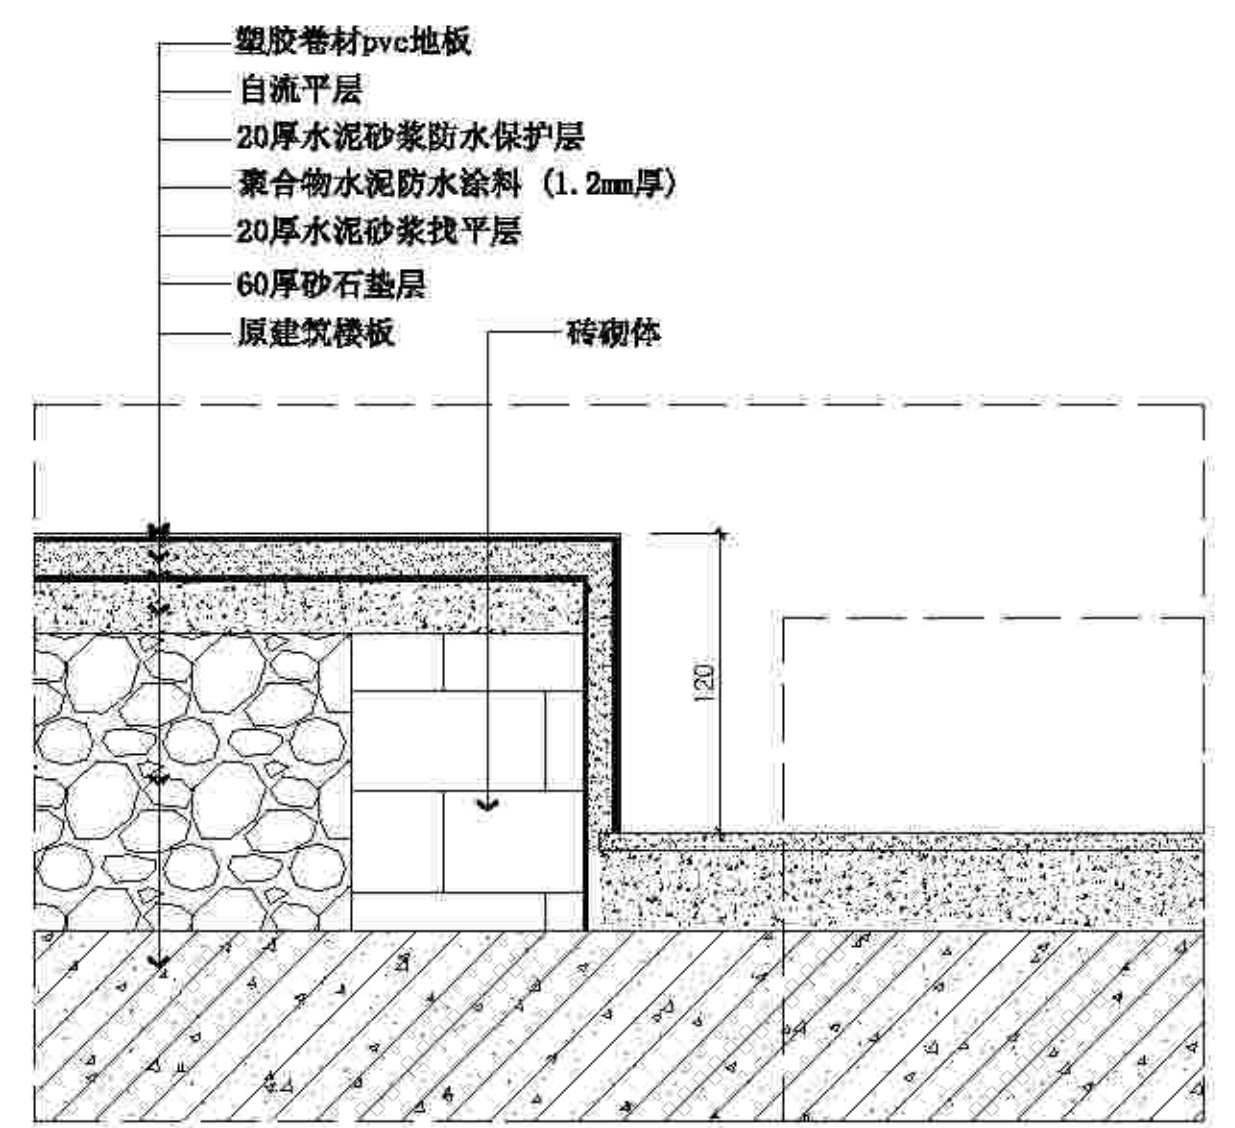 塑胶卷材pvc地板
自流平层
20厚水泥砂浆防水保护层
聚合物水泥防水涂料 (1.2mm厚)
20厚水泥砂浆找平层
60厚砂石垫层
原建筑楼板
砖砌体
120